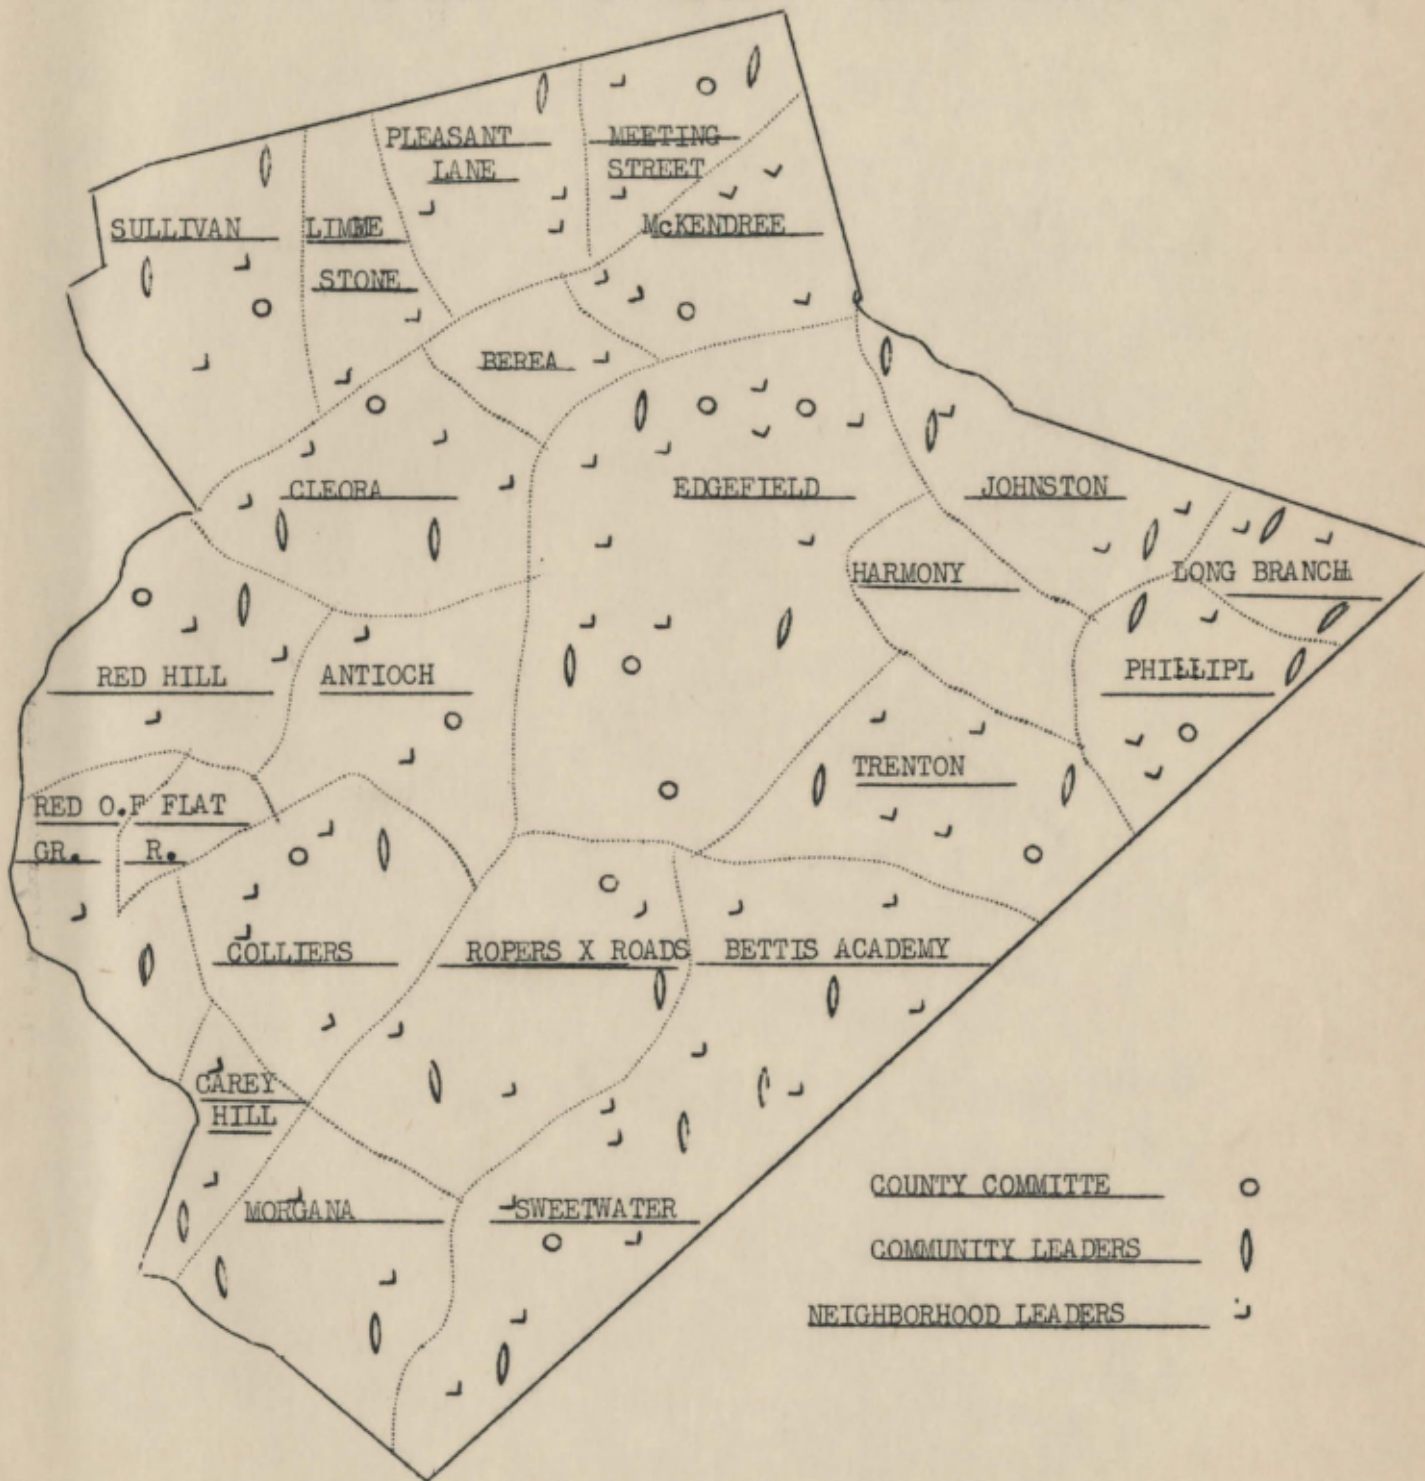 PLEASANT
LANE
MEETING
STREET
SULLIVAN
LIMME
STONE
McKENDREE
BEREA
CLEORA
EDGEFIELD
JOHNSTON
HARMONY
LONG BRANCH
RED HILL
ANTIOCH
PHILLIPL
TRENTON
RED O.F FLAT
GR. R.
COLLIERS
ROPERS X ROADS
BETTIS ACADEMY
CAREY
HILL
MORGANA
SWEETWATER
COUNTY COMMITTE
COMMUNITY LEADERS
NEIGHBORHOOD LEADERS